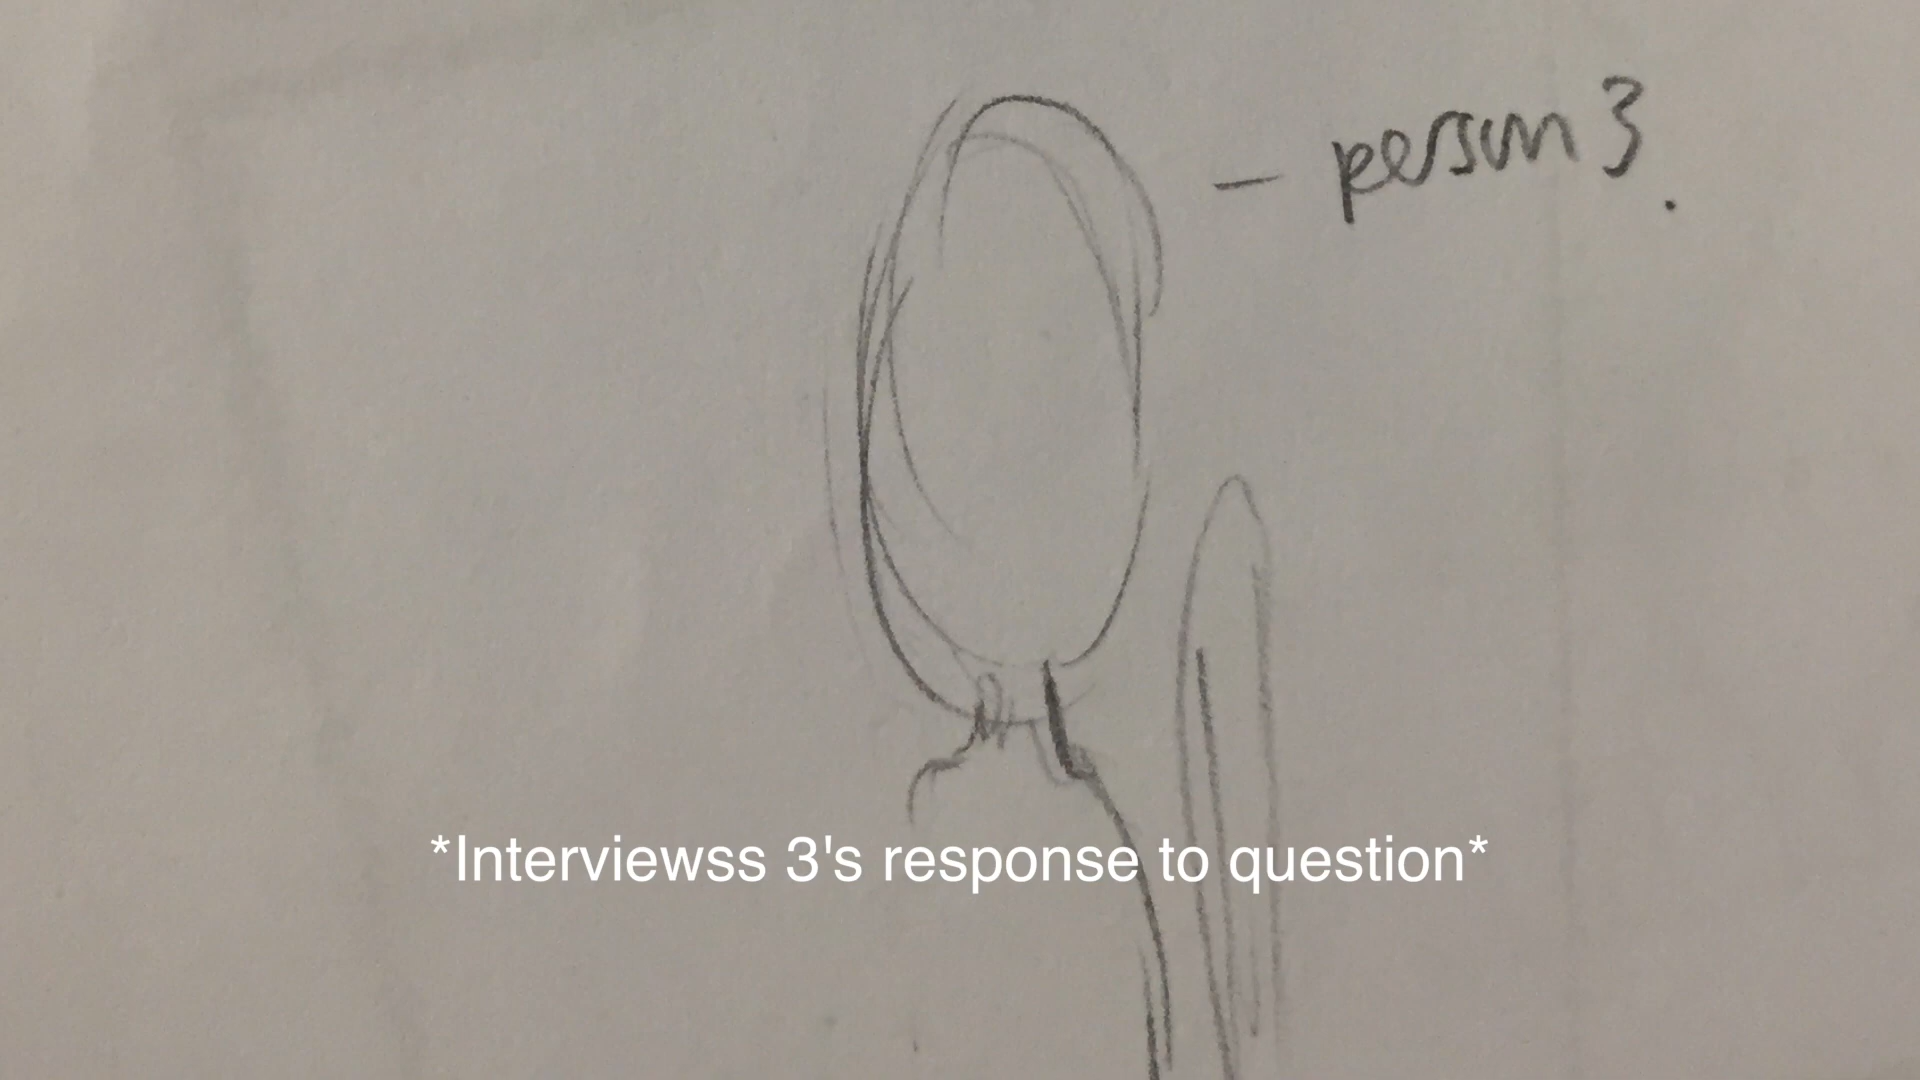 - person 3.
*Interviewss 3's response to question*